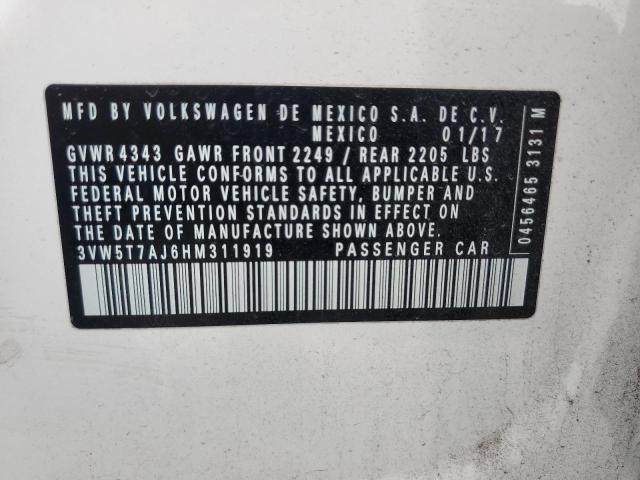 MFD BY VOLKSWAGEN DE MEXICO S.A. DE C.V.
MEXICO 01/17
GVWR 4343 GAWR FRONT 2249 / REAR 2205 LBS
THIS VEHICLE CONFORMS TO ALL APPLICABLE U.S.
FEDERAL MOTOR VEHICLE SAFETY, BUMPER AND
THEFT PREVENTION STANDARDS IN EFFECT ON
THE DATE OF MANUFACTURE SHOWN ABOVE.
3VW5T7AJ6HM311919 PASSENGER CAR
0456465 3131 M